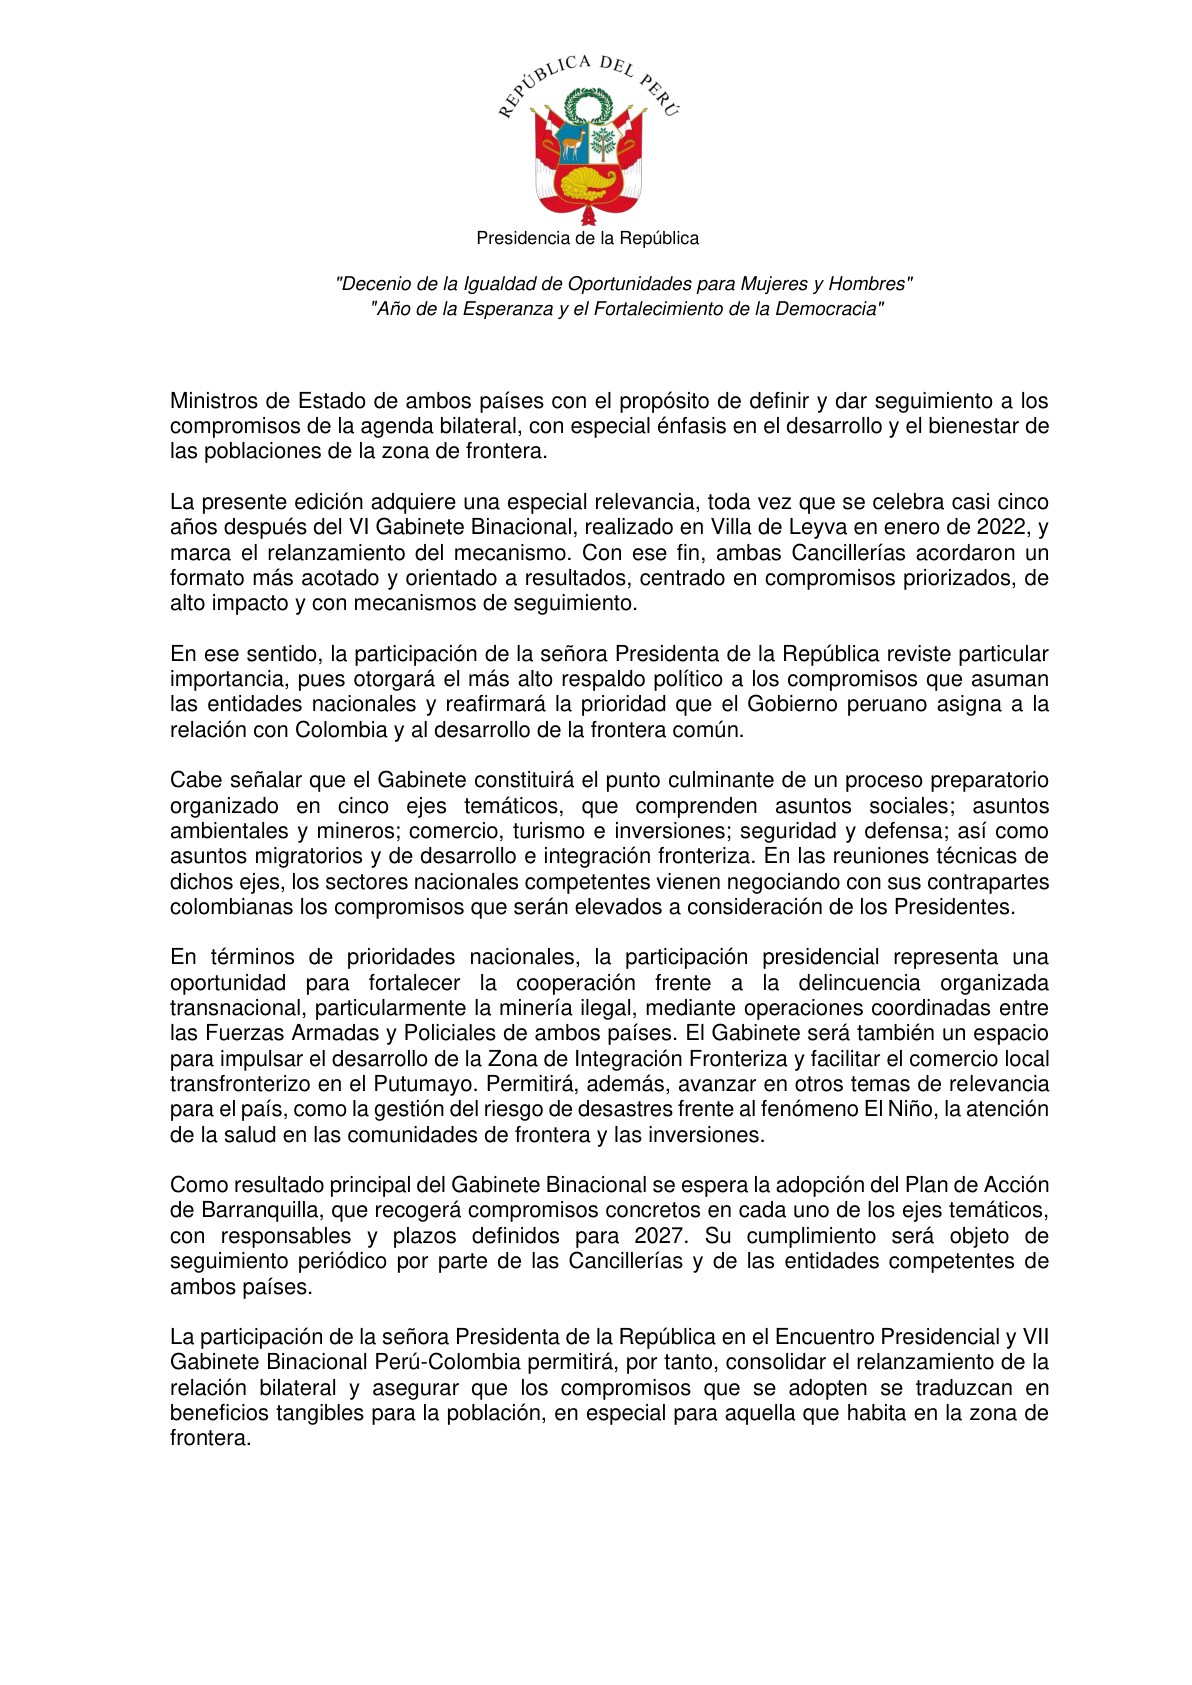 REPÚBLICA DEL PERÚ
Presidencia de la República
"Decenio de la Igualdad de Oportunidades para Mujeres y Hombres"
"Año de la Esperanza y el Fortalecimiento de la Democracia"
Ministros de Estado de ambos países con el propósito de definir y dar seguimiento a los
compromisos de la agenda bilateral, con especial énfasis en el desarrollo y el bienestar de
las poblaciones de la zona de frontera.
La presente edición adquiere una especial relevancia, toda vez que se celebra casi cinco
años después del VI Gabinete Binacional, realizado en Villa de Leyva en enero de 2022, y
marca el relanzamiento del mecanismo. Con ese fin, ambas Cancillerías acordaron un
formato más acotado y orientado a resultados, centrado en compromisos priorizados, de
alto impacto y con mecanismos de seguimiento.
En ese sentido, la participación de la señora Presidenta de la República reviste particular
importancia, pues otorgará el más alto respaldo político a los compromisos que asuman
las entidades nacionales y reafirmará la prioridad que el Gobierno peruano asigna a la
relación con Colombia y al desarrollo de la frontera común.
Cabe señalar que el Gabinete constituirá el punto culminante de un proceso preparatorio
organizado en cinco ejes temáticos, que comprenden asuntos sociales; asuntos
ambientales y mineros; comercio, turismo e inversiones; seguridad y defensa; así como
asuntos migratorios y de desarrollo e integración fronteriza. En las reuniones técnicas de
dichos ejes, los sectores nacionales competentes vienen negociando con sus contrapartes
colombianas los compromisos que serán elevados a consideración de los Presidentes.
En términos de prioridades nacionales, la participación presidencial representa una
oportunidad para fortalecer la cooperación frente a la delincuencia organizada
transnacional, particularmente la minería ilegal, mediante operaciones coordinadas entre
las Fuerzas Armadas y Policiales de ambos países. El Gabinete será también un espacio
para impulsar el desarrollo de la Zona de Integración Fronteriza y facilitar el comercio local
transfronterizo en el Putumayo. Permitirá, además, avanzar en otros temas de relevancia
para el país, como la gestión del riesgo de desastres frente al fenómeno El Niño, la atención
de la salud en las comunidades de frontera y las inversiones.
Como resultado principal del Gabinete Binacional se espera la adopción del Plan de Acción
de Barranquilla, que recogerá compromisos concretos en cada uno de los ejes temáticos,
con responsables y plazos definidos para 2027. Su cumplimiento será objeto de
seguimiento periódico por parte de las Cancillerías y de las entidades competentes de
ambos países.
La participación de la señora Presidenta de la República en el Encuentro Presidencial y VII
Gabinete Binacional Perú-Colombia permitirá, por tanto, consolidar el relanzamiento de la
relación bilateral y asegurar que los compromisos que se adopten se traduzcan en
beneficios tangibles para la población, en especial para aquella que habita en la zona de
frontera.